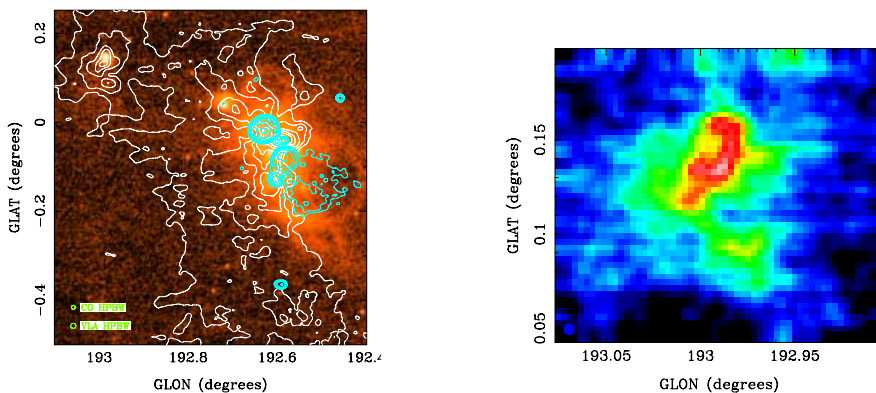 0.2
0
−0.2
−0.4
GLAT (degrees)
CO HPBW
VLA HPBW
193
192.8
192.6
192.4
GLON (degrees)
0.15
0.1
0.05
GLAT (degrees)
193.05
193
192.95
GLON (degrees)